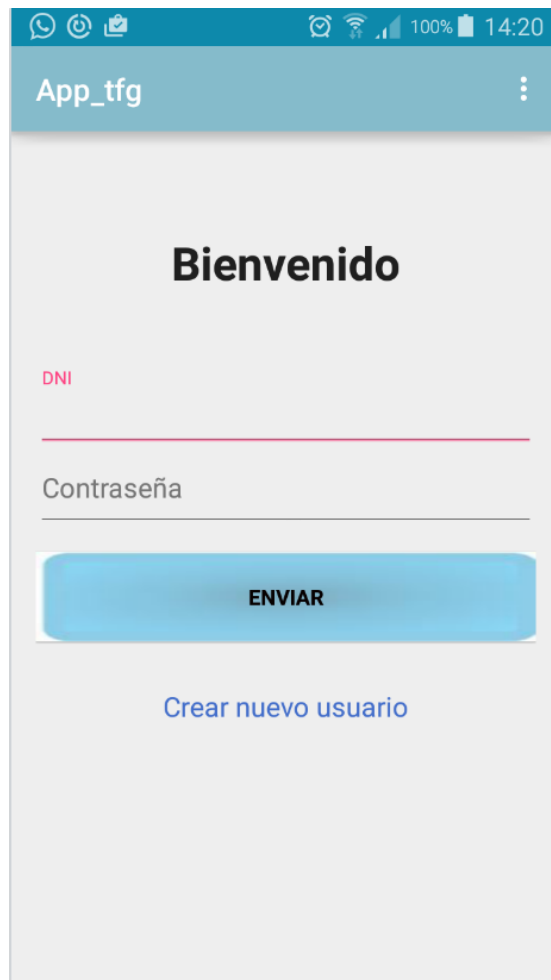 100% 14:20
App_tfg
Bienvenido
DNI
Contraseña
ENVIAR
Crear nuevo usuario